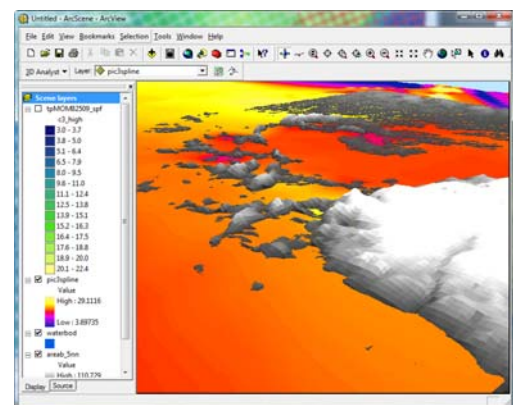 Untitled - ArcScene - ArcView
File Edit View Bookmarks Selection Tools Window Help
3D Analyst Layer: pic3spline
Scene layers
tpMOMB2509_spf
c3_high
3.0 - 3.7
3.8 - 5.0
5.1 - 6.4
6.5 - 7.9
8.0 - 9.5
9.6 - 11.0
11.1 - 12.4
12.5 - 13.8
13.9 - 15.1
15.2 - 16.3
16.4 - 17.5
17.6 - 18.8
18.9 - 20.0
20.1 - 22.4
pic3spline
Value
High : 29.1116
Low : 3.69735
waterbod
areab_5nn
Value
High : 110.229
Display Source